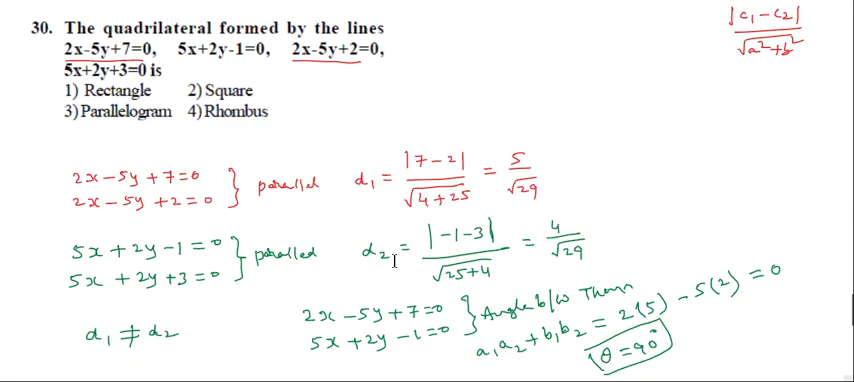 |c₁ - c₂|
√a² + b²
30. The quadrilateral formed by the lines
2x-5y+7=0, 5x+2y-1=0, 2x-5y+2=0,
5x+2y+3=0 is
1) Rectangle 2) Square
3) Parallelogram 4) Rhombus
2x - 5y + 7 = 0
2x - 5y + 2 = 0
} parallel
d₁ = |7 - 2| / √4 + 25 = 5 / √29
5x + 2y - 1 = 0
5x + 2y + 3 = 0
} parallel
d₂ = |-1 - 3| / √25 + 4 = 4 / √29
d₁ ≠ d₂
2x - 5y + 7 = 0
5x + 2y - 1 = 0
} Angle b/w Them
a₁a₂ + b₁b₂ = 2(5) - 5(2) = 0
θ = 90°